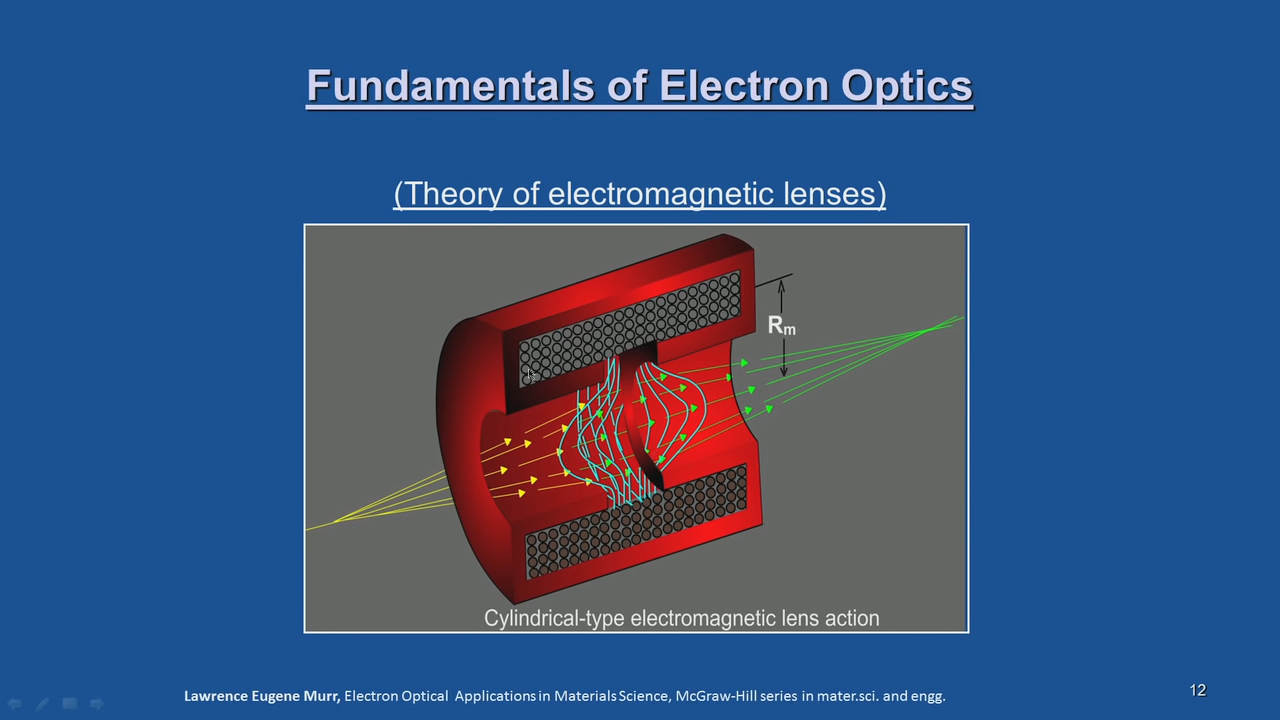 Fundamentals of Electron Optics
(Theory of electromagnetic lenses)
Rm
Cylindrical-type electromagnetic lens action
Lawrence Eugene Murr, Electron Optical Applications in Materials Science, McGraw-Hill series in mater.sci. and engg.
12